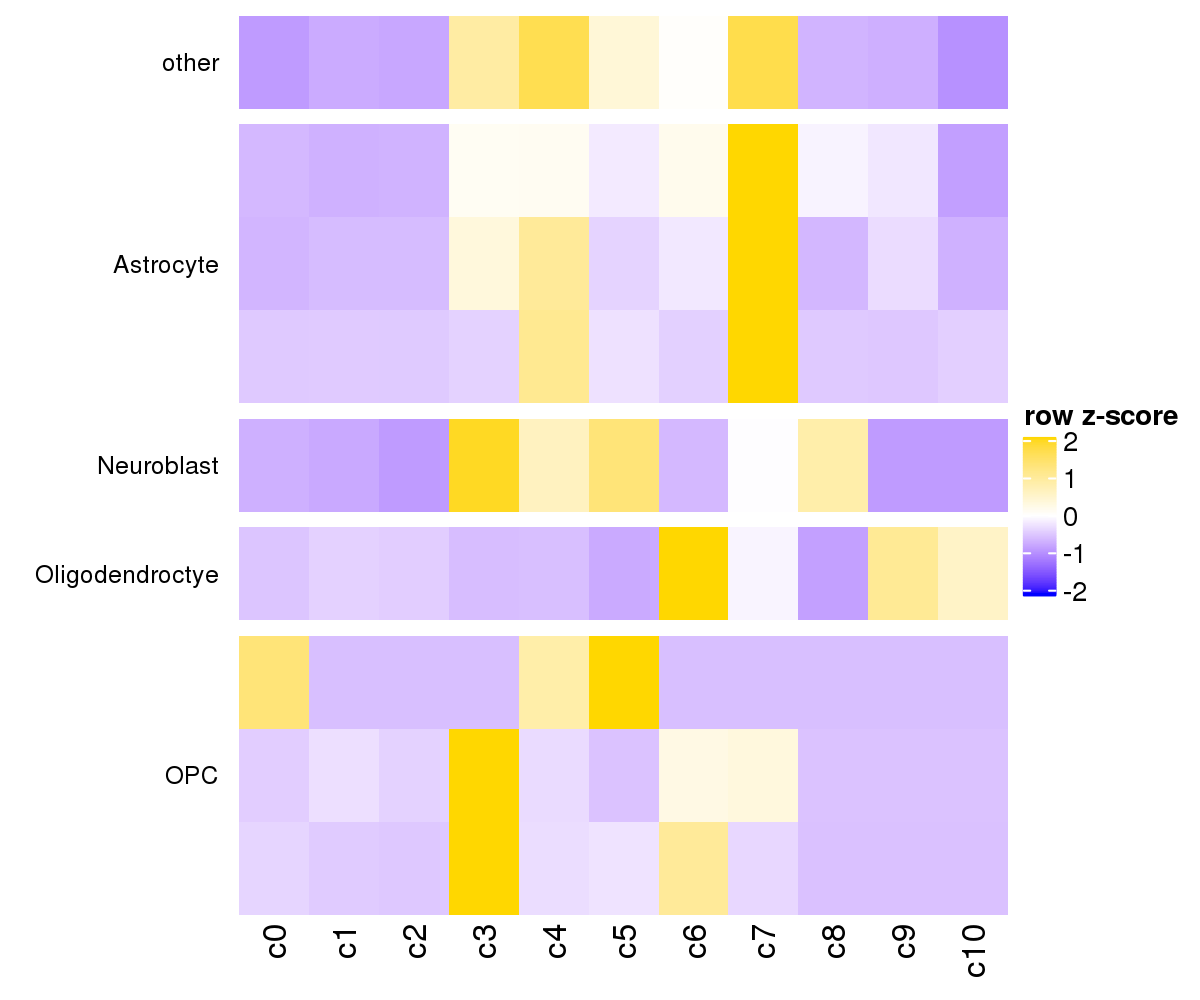 other
Astrocyte
Neuroblast
Oligodendroctye
OPC
row z-score
2
1
0
-1
-2
c0 c1 c2 c3 c4 c5 c6 c7 c8 c9 c10